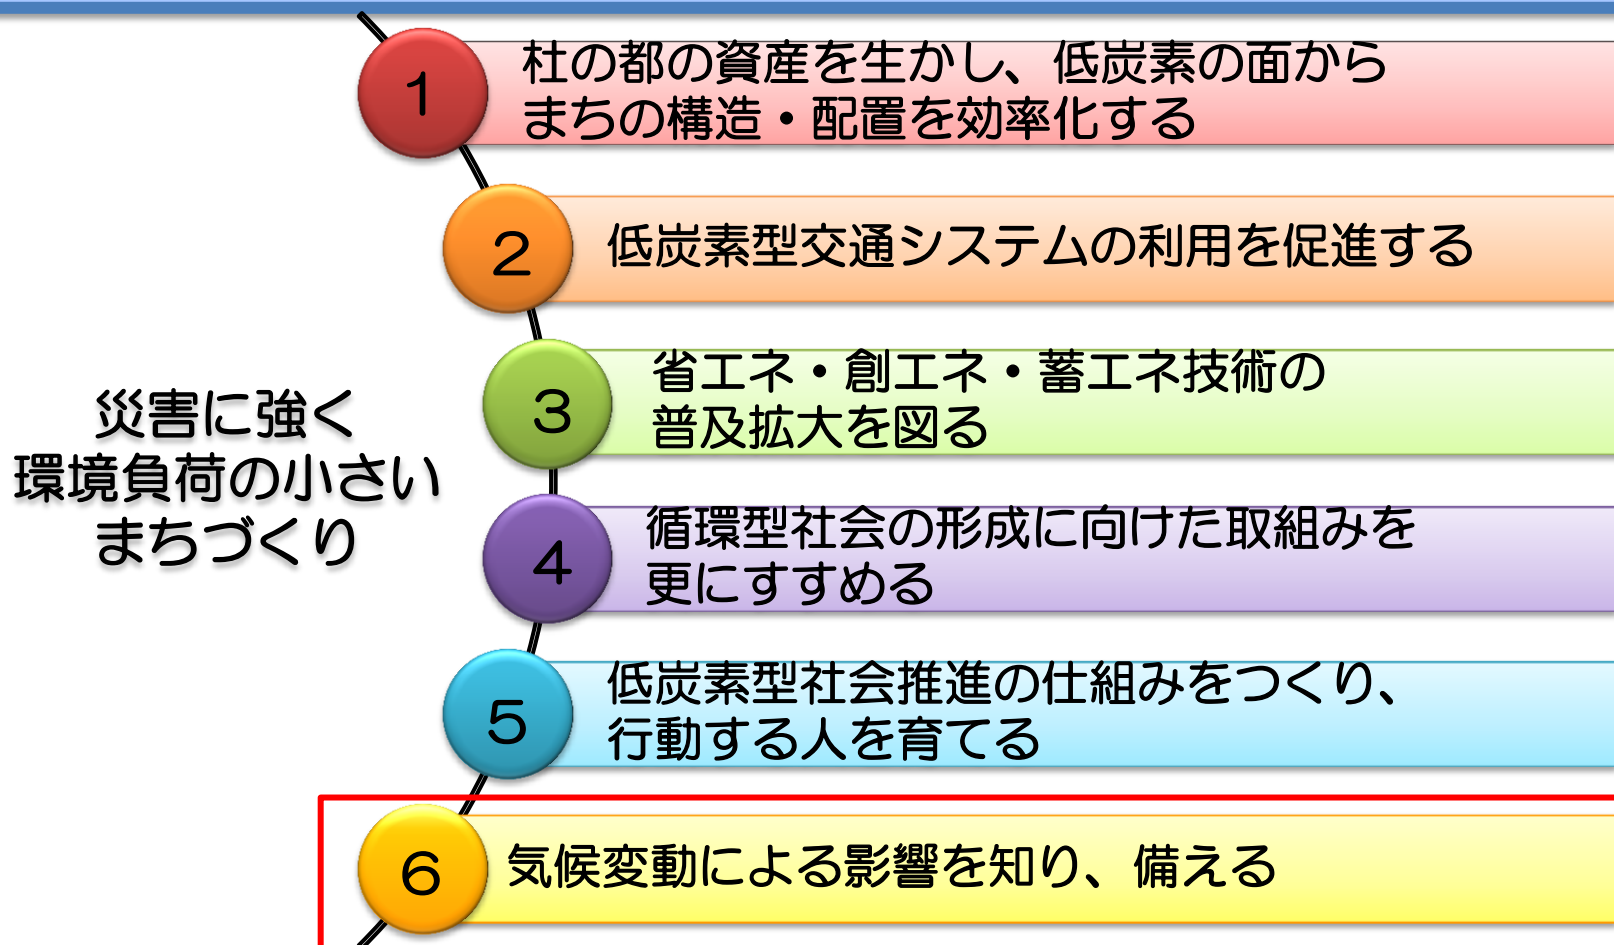 1
杜の都の資産を生かし、低炭素の面から
まちの構造・配置を効率化する
2
低炭素型交通システムの利用を促進する
3
省エネ・創エネ・蓄エネ技術の
普及拡大を図る
災害に強く
環境負荷の小さい
まちづくり
4
循環型社会の形成に向けた取組みを
更にすすめる
5
低炭素型社会推進の仕組みをつくり、
行動する人を育てる
6
気候変動による影響を知り、備える